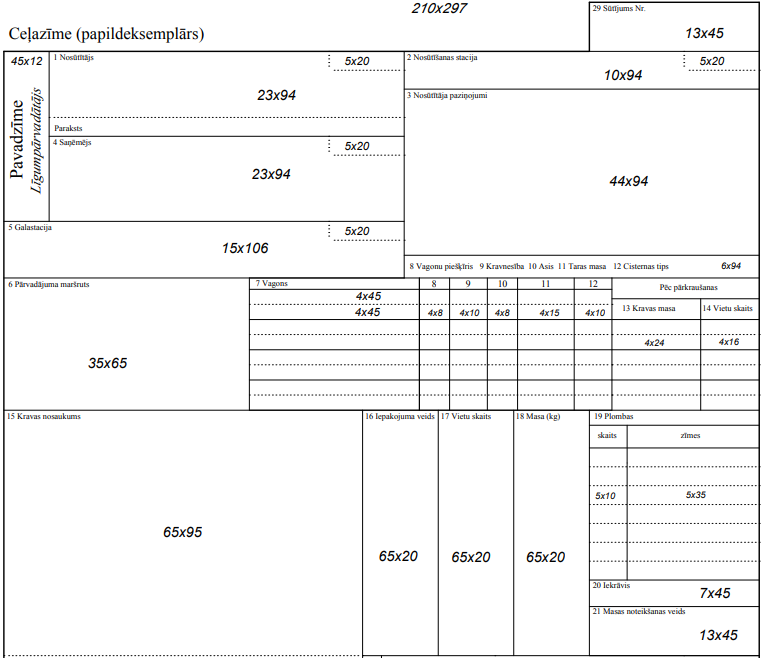 210x297
29 Sūtījums Nr.
Ceļazīme (papildeksemplārs)
13x45
45x12
1 Nosūtītājs
5x20
2 Nosūtīšanas stacija
5x20
10x94
23x94
3 Nosūtītāja paziņojumi
Pavadzīme
Līgumpārvadātājs
Paraksts
4 Saņēmējs
5x20
23x94
44x94
5 Galastacija
5x20
15x106
8 Vagonu piešķīris 9 Kravnesība 10 Asis 11 Taras masa 12 Cisternas tips
6x94
6 Pārvadājuma maršruts
7 Vagons
8
9
10
11
12
Pēc pārkraušanas
4x45
13 Kravas masa
14 Vietu skaits
4x45
4x8
4x10
4x8
4x15
4x10
4x24
4x16
35x65
15 Kravas nosaukums
16 Iepakojuma veids
17 Vietu skaits
18 Masa (kg)
19 Plombas
skaits
zīmes
5x10
5x35
65x95
65x20
65x20
65x20
20 Iekrāvis
7x45
21 Masas noteikšanas veids
13x45